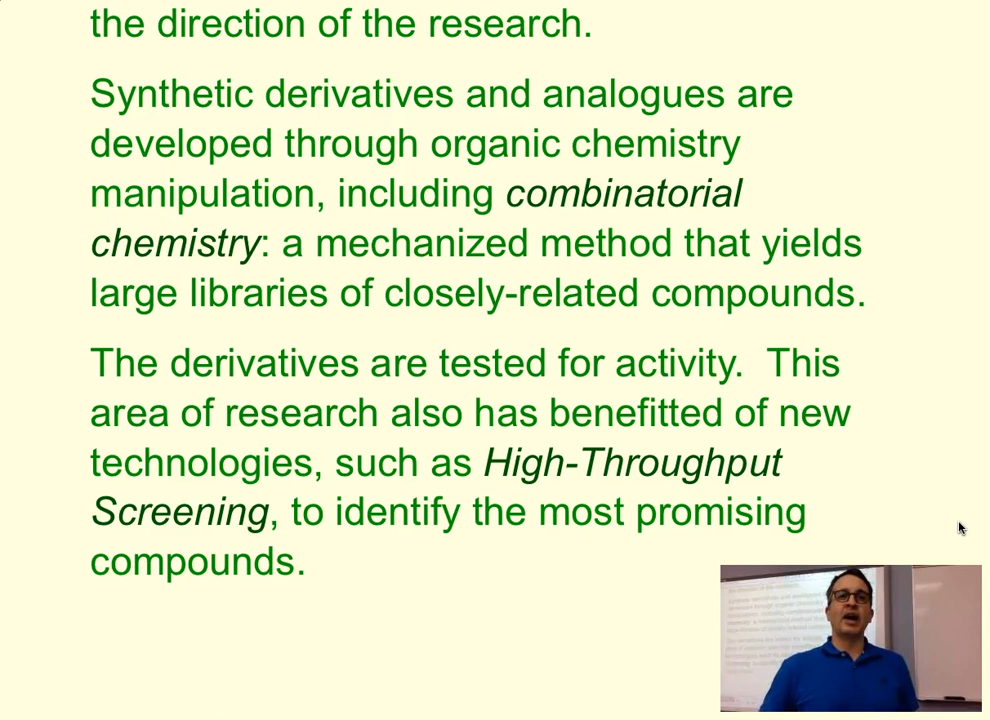 the direction of the research.
Synthetic derivatives and analogues are
developed through organic chemistry
manipulation, including combinatorial
chemistry: a mechanized method that yields
large libraries of closely-related compounds.
The derivatives are tested for activity.  This
area of research also has benefitted of new
technologies, such as High-Throughput
Screening, to identify the most promising
compounds.